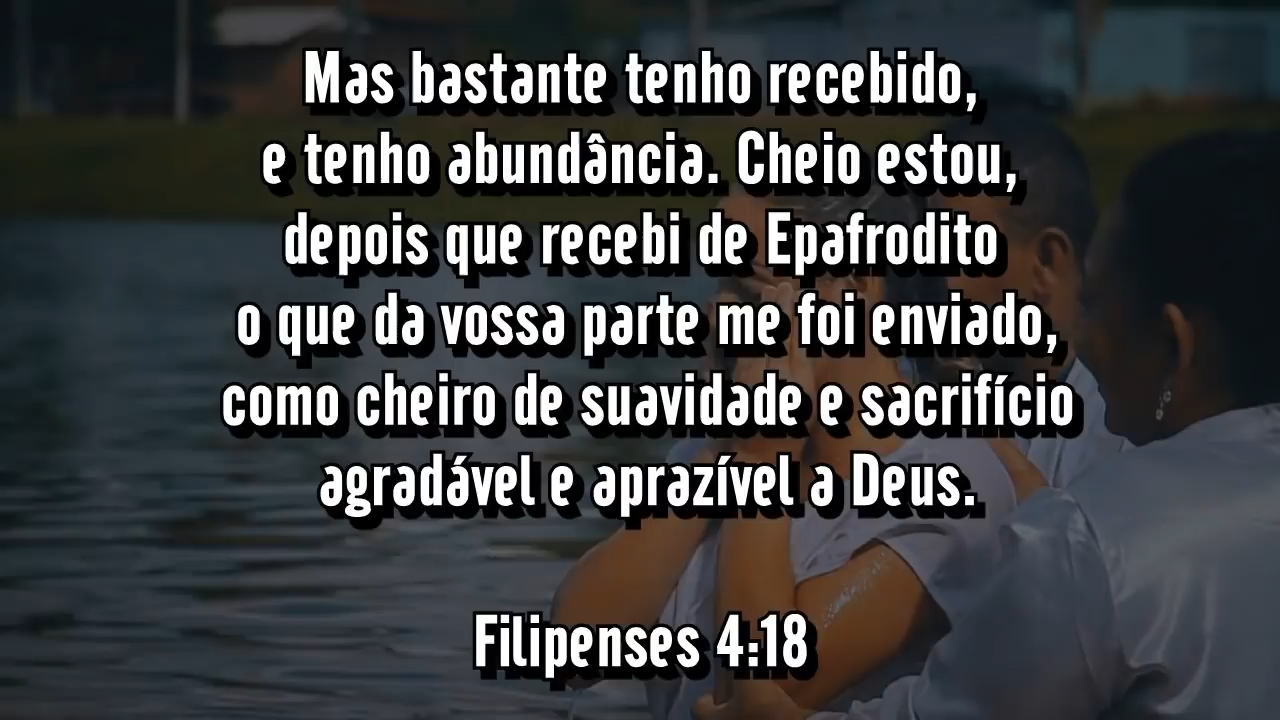 Mas bastante tenho recebido,
e tenho abundância. Cheio estou,
depois que recebi de Epafrodito
o que da vossa parte me foi enviado,
como cheiro de suavidade e sacrifício
agradável e aprazível a Deus.
Filipenses 4:18